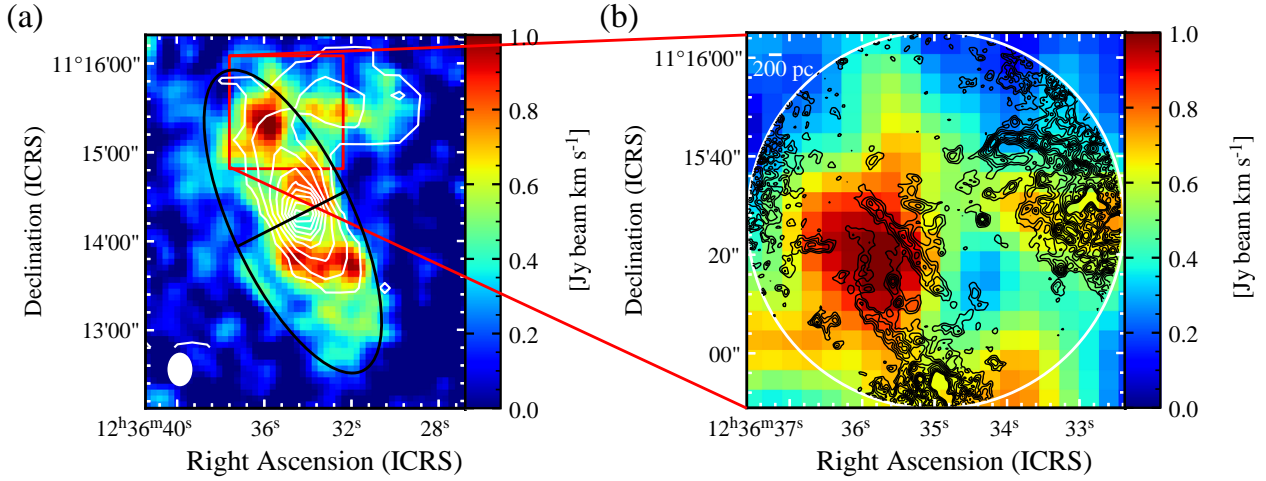 (a)
11°16'00"
15'00"
14'00"
13'00"
Declination (ICRS)
12ʰ36ᵐ40ˢ
36ˢ
32ˢ
28ˢ
Right Ascension (ICRS)
1.0
0.8
0.6
0.4
0.2
0.0
[Jy beam km s⁻¹]
(b)
200 pc
11°16'00"
15'40"
20"
00"
Declination (ICRS)
12ʰ36ᵐ37ˢ
36ˢ
35ˢ
34ˢ
33ˢ
Right Ascension (ICRS)
1.0
0.8
0.6
0.4
0.2
0.0
[Jy beam km s⁻¹]